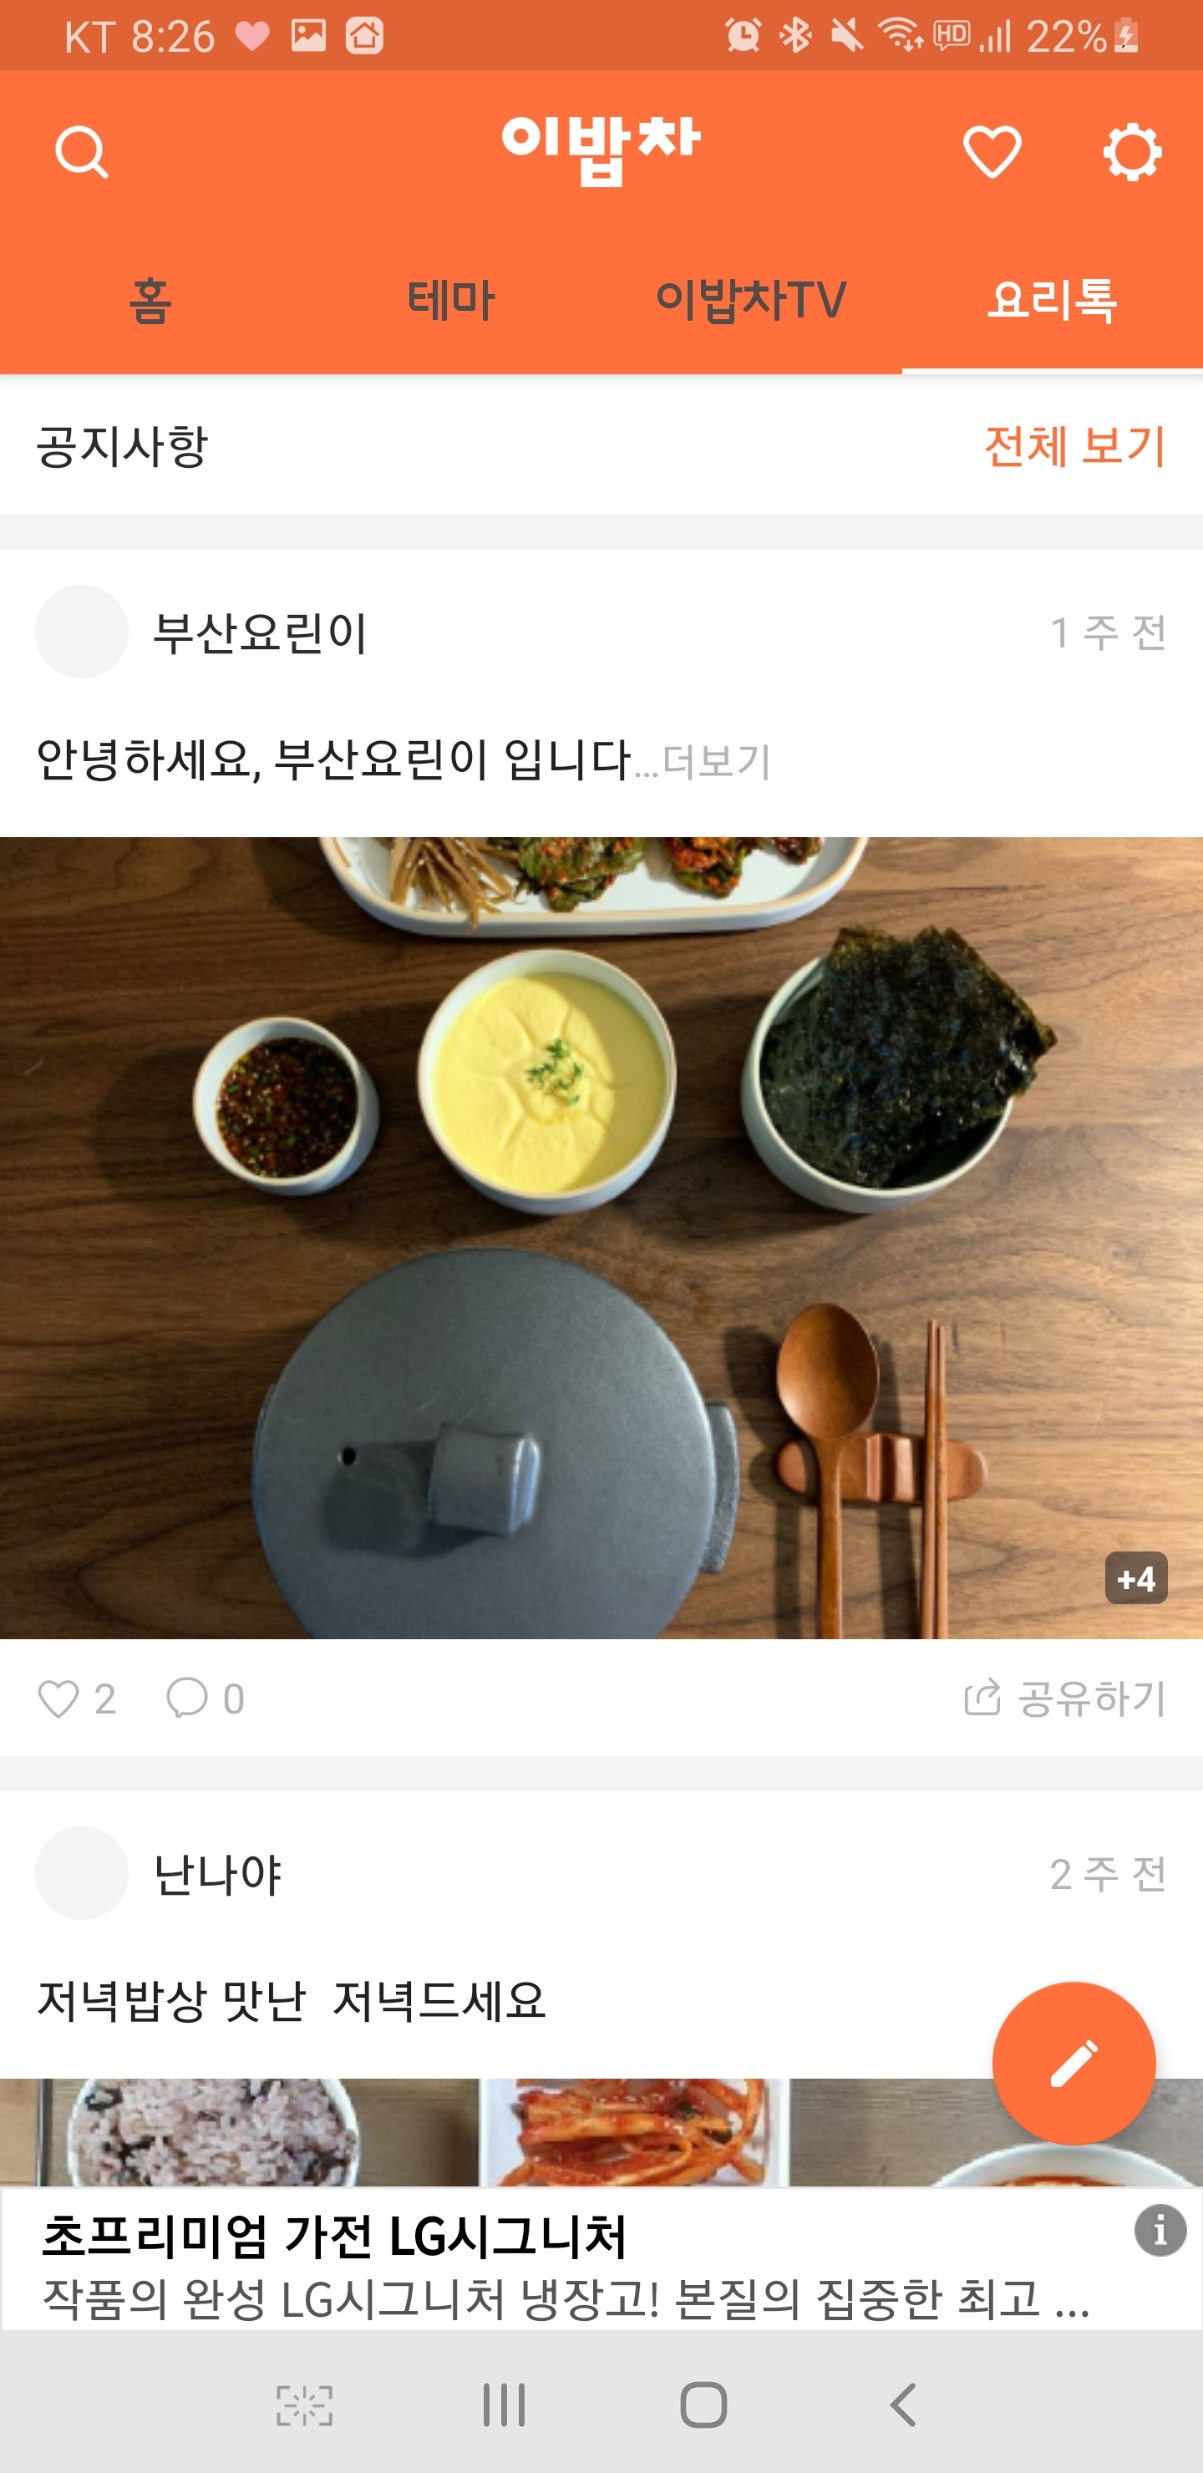 KT 8:26 HD 22%
이밥차
홈 테마 이밥차TV 요리톡
공지사항 전체 보기
부산요린이 1 주 전
안녕하세요, 부산요린이 입니다...더보기
+4
2 0 공유하기
난나야 2 주 전
저녁밥상 맛난  저녁드세요
초프리미엄 가전 LG시그니처
작품의 완성 LG시그니처 냉장고! 본질의 집중한 최고 ...